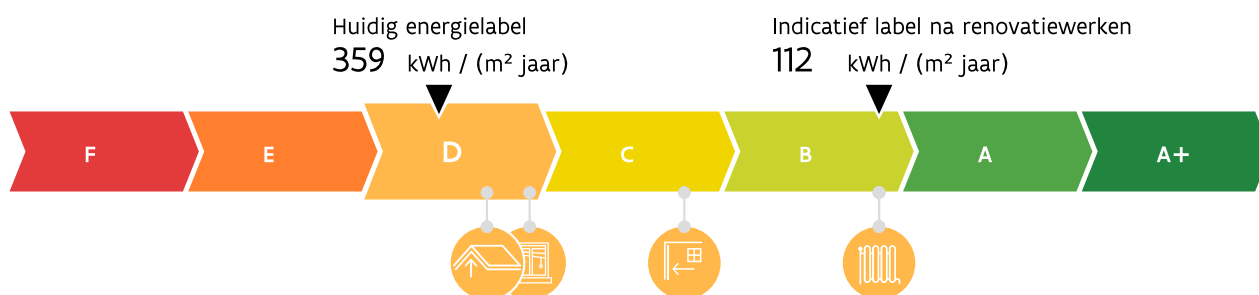 Huidig energielabel
359 kWh / (m² jaar)
Indicatief label na renovatiewerken
112 kWh / (m² jaar)
F
E
D
C
B
A
A+